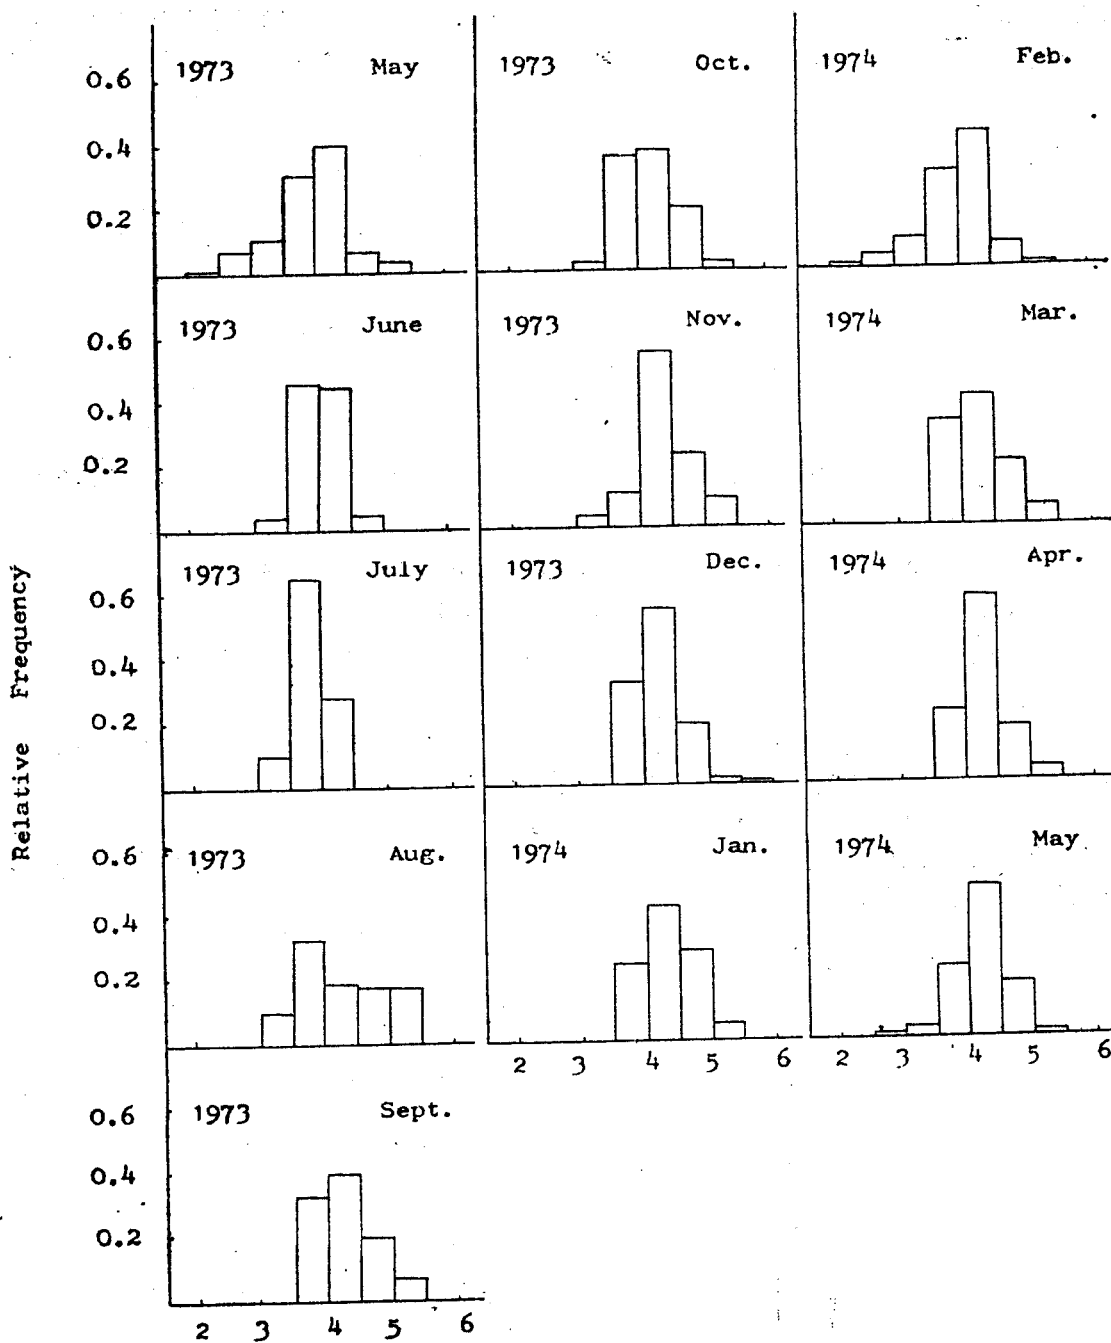 1973 May
0.6
0.4
0.2
1973 Oct.
1974 Feb.
1973 June
0.6
0.4
0.2
1973 Nov.
1974 Mar.
1973 July
0.6
0.4
0.2
1973 Dec.
1974 Apr.
1973 Aug.
0.6
0.4
0.2
1974 Jan.
2 3 4 5 6
1974 May
2 3 4 5 6
1973 Sept.
0.6
0.4
0.2
2 3 4 5 6
Relative Frequency